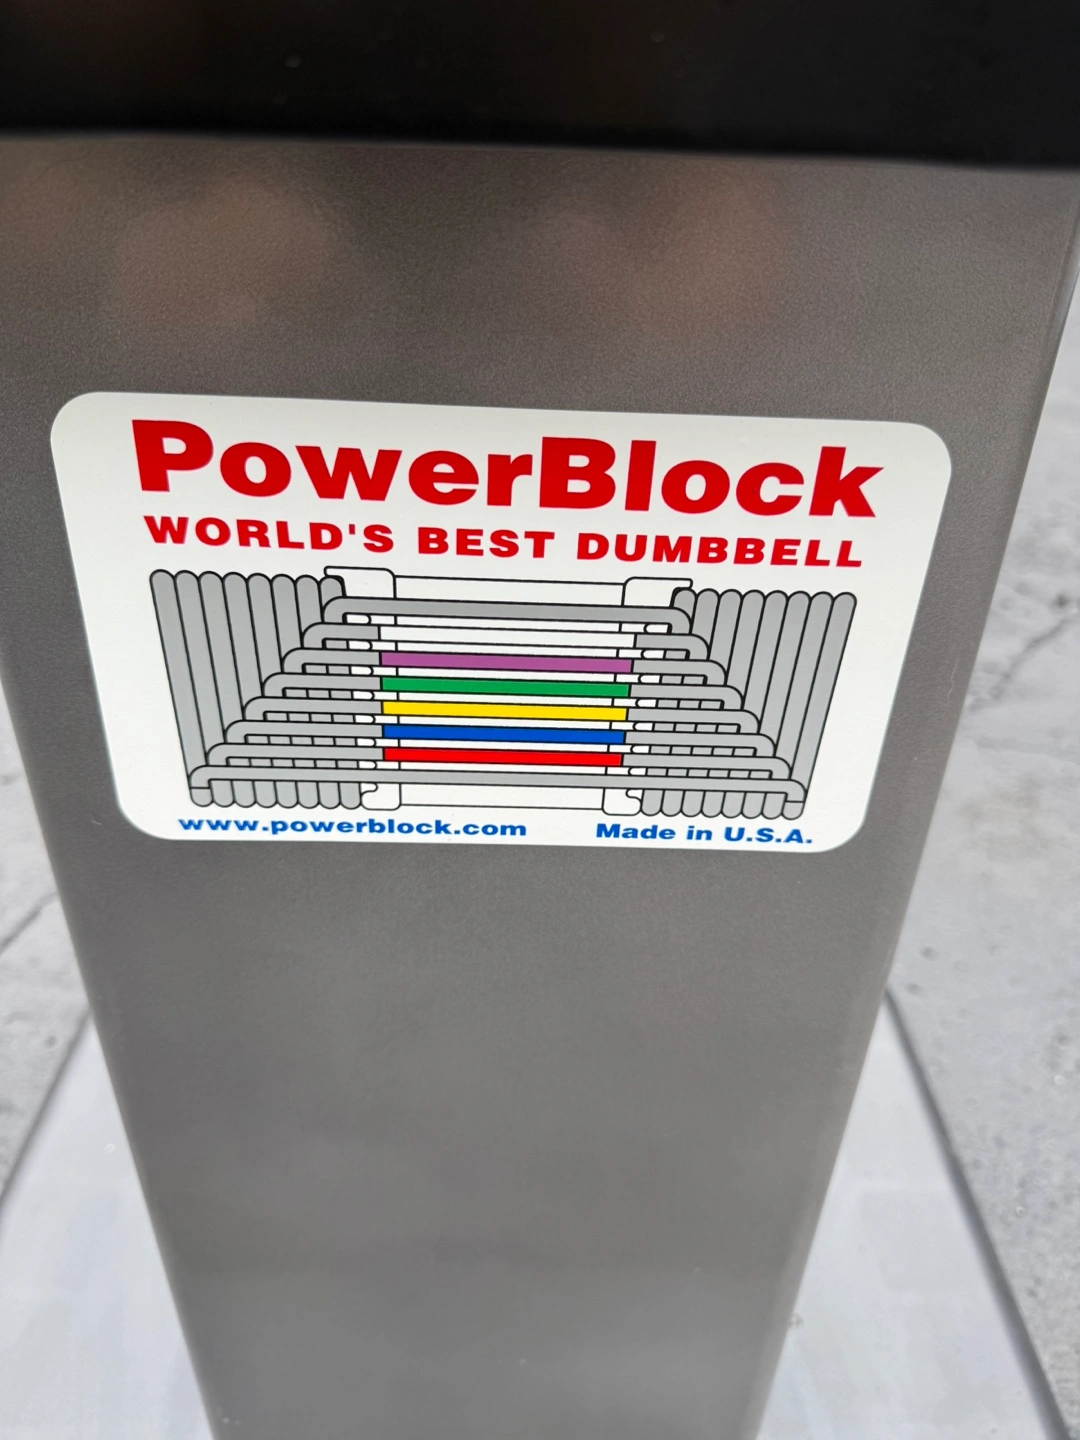 PowerBlock
WORLD'S BEST DUMBBELL
www.powerblock.com Made in U.S.A.